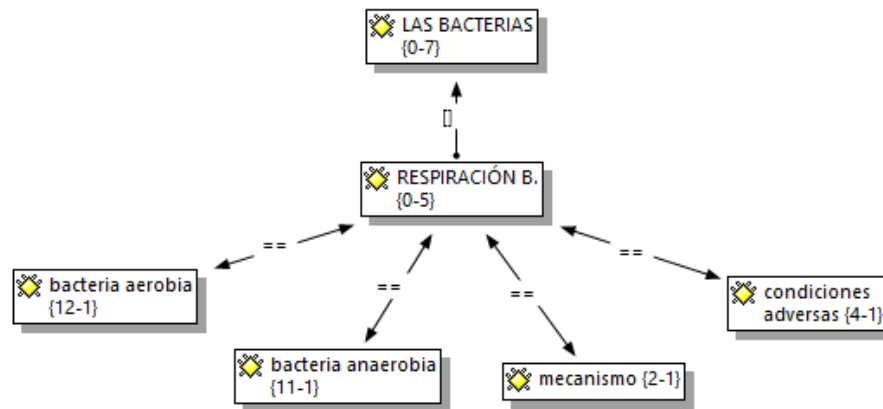 LAS BACTERIAS
{0-7}
[]
RESPIRACIÓN B.
{0-5}
==
==
==
==
bacteria aerobia
{12-1}
condiciones
adversas {4-1}
bacteria anaerobia
{11-1}
mecanismo {2-1}